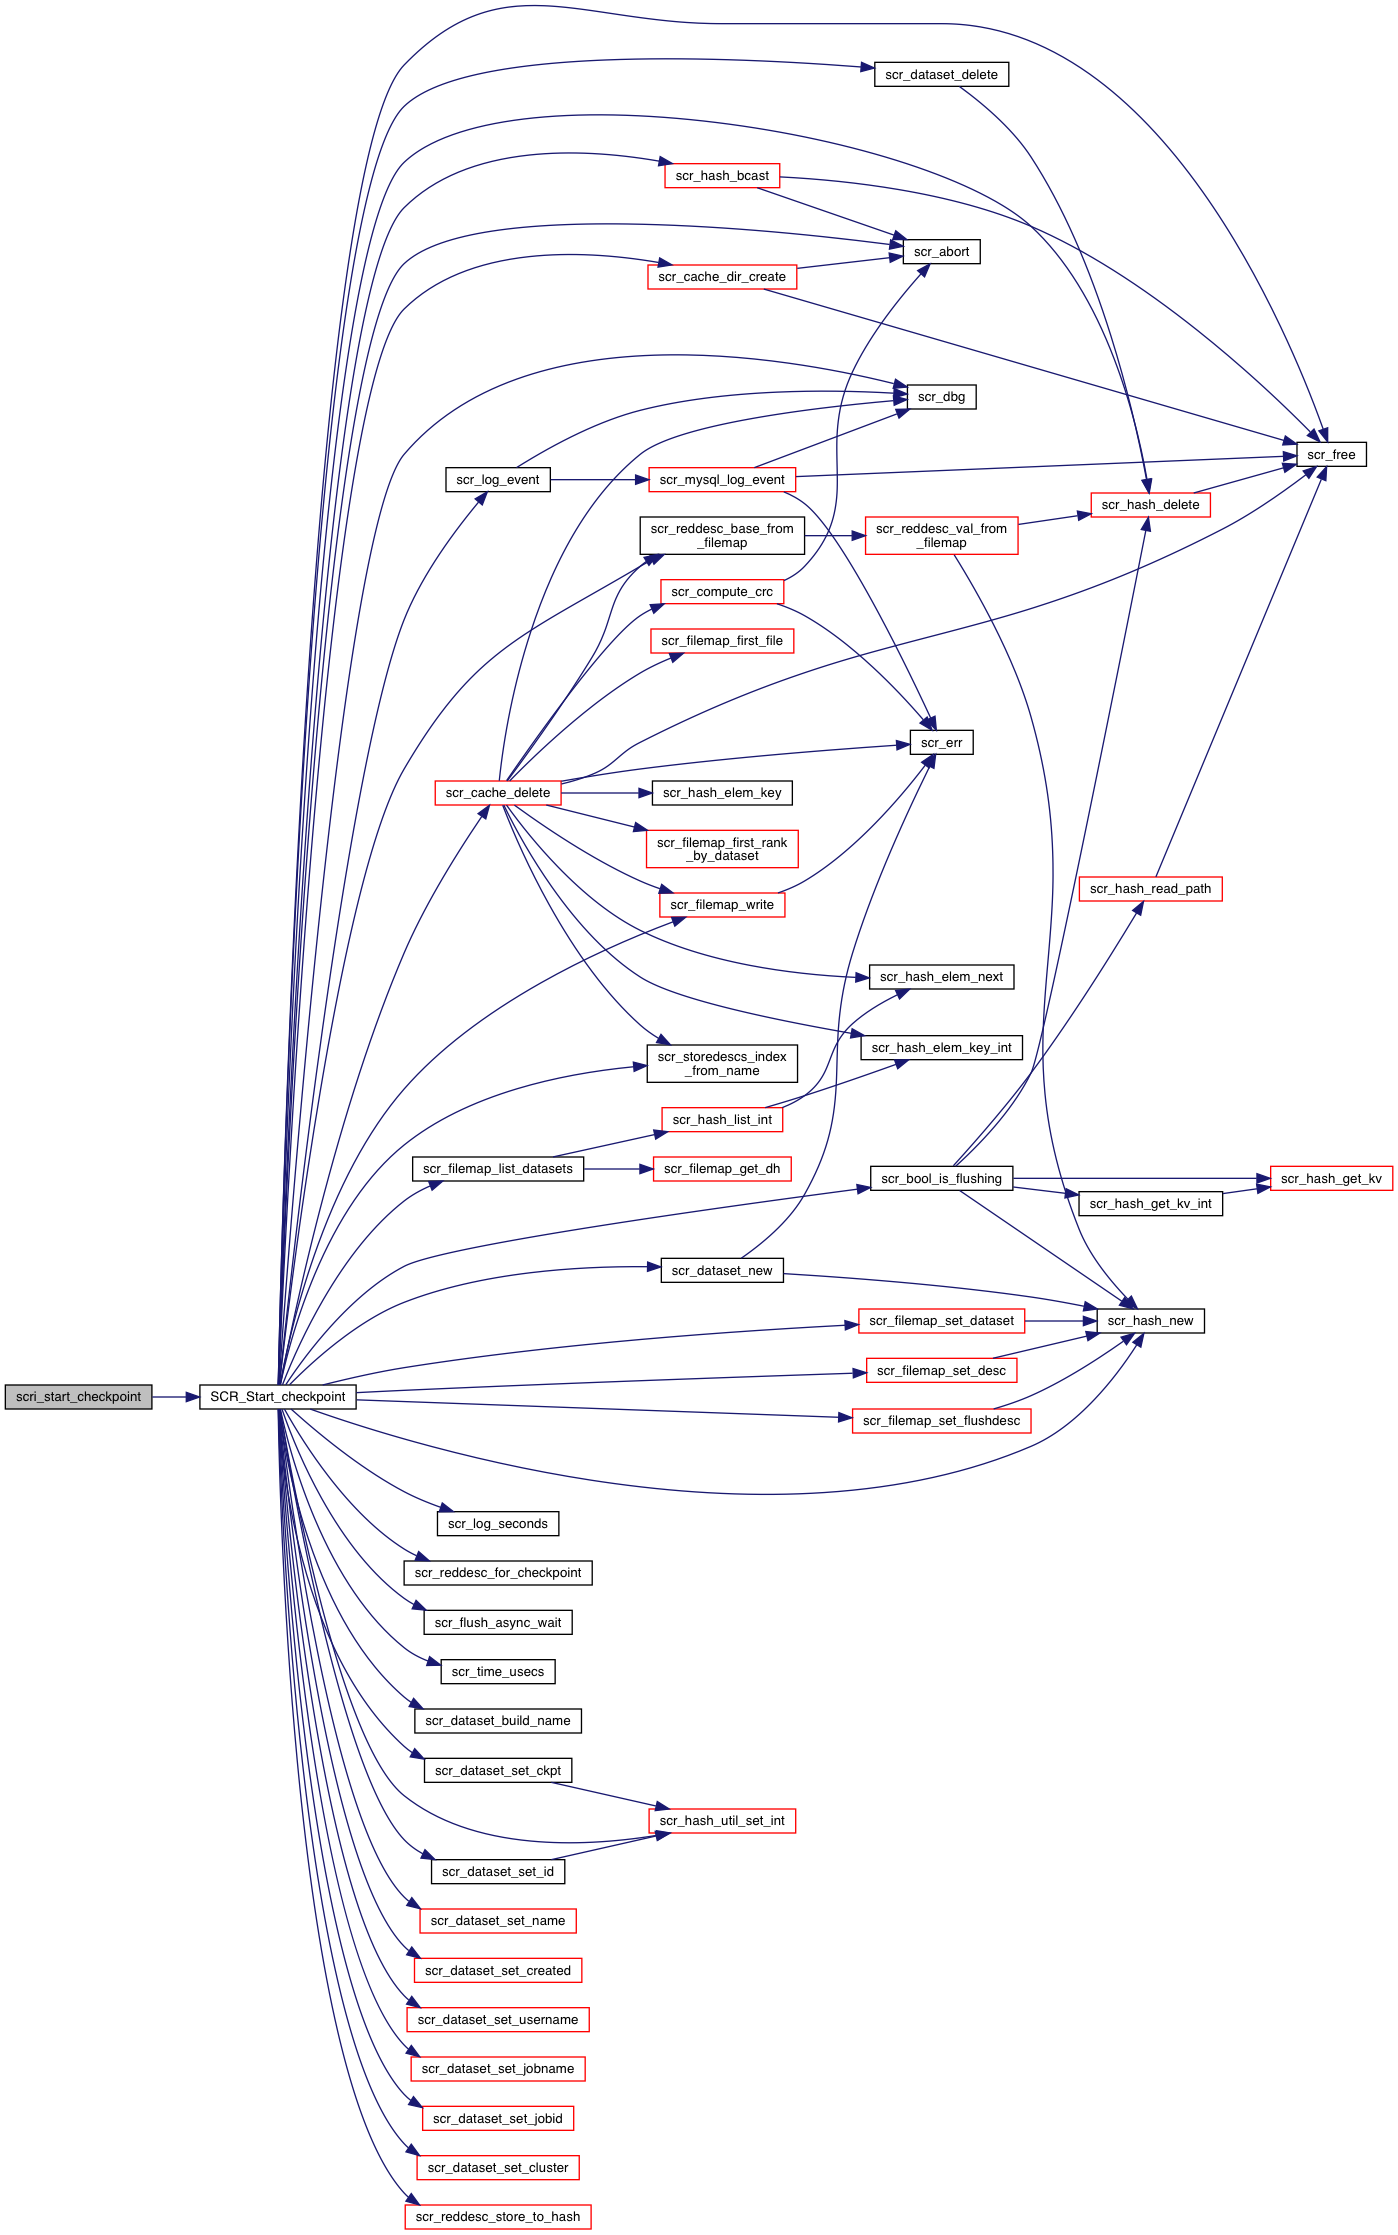 scr_dataset_delete
scr_hash_bcast
scr_abort
scr_cache_dir_create
scr_dbg
scr_free
scr_log_event
scr_mysql_log_event
scr_hash_delete
scr_reddesc_base_from
_filemap
scr_reddesc_val_from
_filemap
scr_compute_crc
scr_filemap_first_file
scr_err
scr_cache_delete
scr_hash_elem_key
scr_filemap_first_rank
_by_dataset
scr_hash_read_path
scr_filemap_write
scr_hash_elem_next
scr_hash_elem_key_int
scr_storedescs_index
_from_name
scr_hash_list_int
scr_filemap_list_datasets
scr_filemap_get_dh
scr_bool_is_flushing
scr_hash_get_kv
scr_hash_get_kv_int
scr_dataset_new
scr_filemap_set_dataset
scr_hash_new
scr_filemap_set_desc
scri_start_checkpoint
SCR_Start_checkpoint
scr_filemap_set_flushdesc
scr_log_seconds
scr_reddesc_for_checkpoint
scr_flush_async_wait
scr_time_usecs
scr_dataset_build_name
scr_dataset_set_ckpt
scr_hash_util_set_int
scr_dataset_set_id
scr_dataset_set_name
scr_dataset_set_created
scr_dataset_set_username
scr_dataset_set_jobname
scr_dataset_set_jobid
scr_dataset_set_cluster
scr_reddesc_store_to_hash